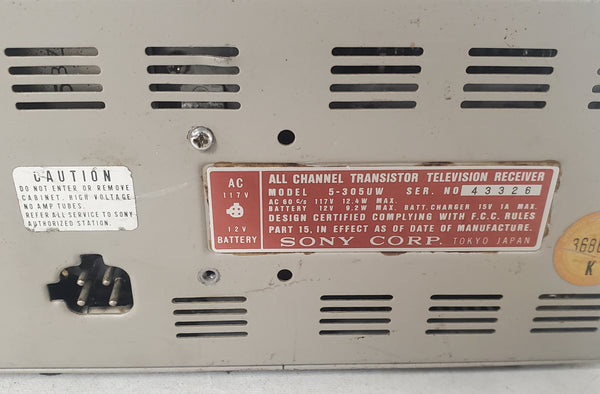 CAUTION
DO NOT ENTER OR REMOVE
CABINET, HIGH VOLTAGE
NO AMP TUBES.
REFER ALL SERVICE TO SONY
AUTHORIZED STATION.
AC
117V
12V
BATTERY
ALL CHANNEL TRANSISTOR TELEVISION RECEIVER
MODEL 5-305UW SER. NO 43326
AC 60 c/s 117V 12.4W MAX.
BATTERY 12V 9.2W MAX. BATT. CHARGER 15V 1A MAX.
DESIGN CERTIFIED COMPLYING WITH F.C.C. RULES
PART 15, IN EFFECT AS OF DATE OF MANUFACTURE.
SONY CORP. TOKYO JAPAN
K